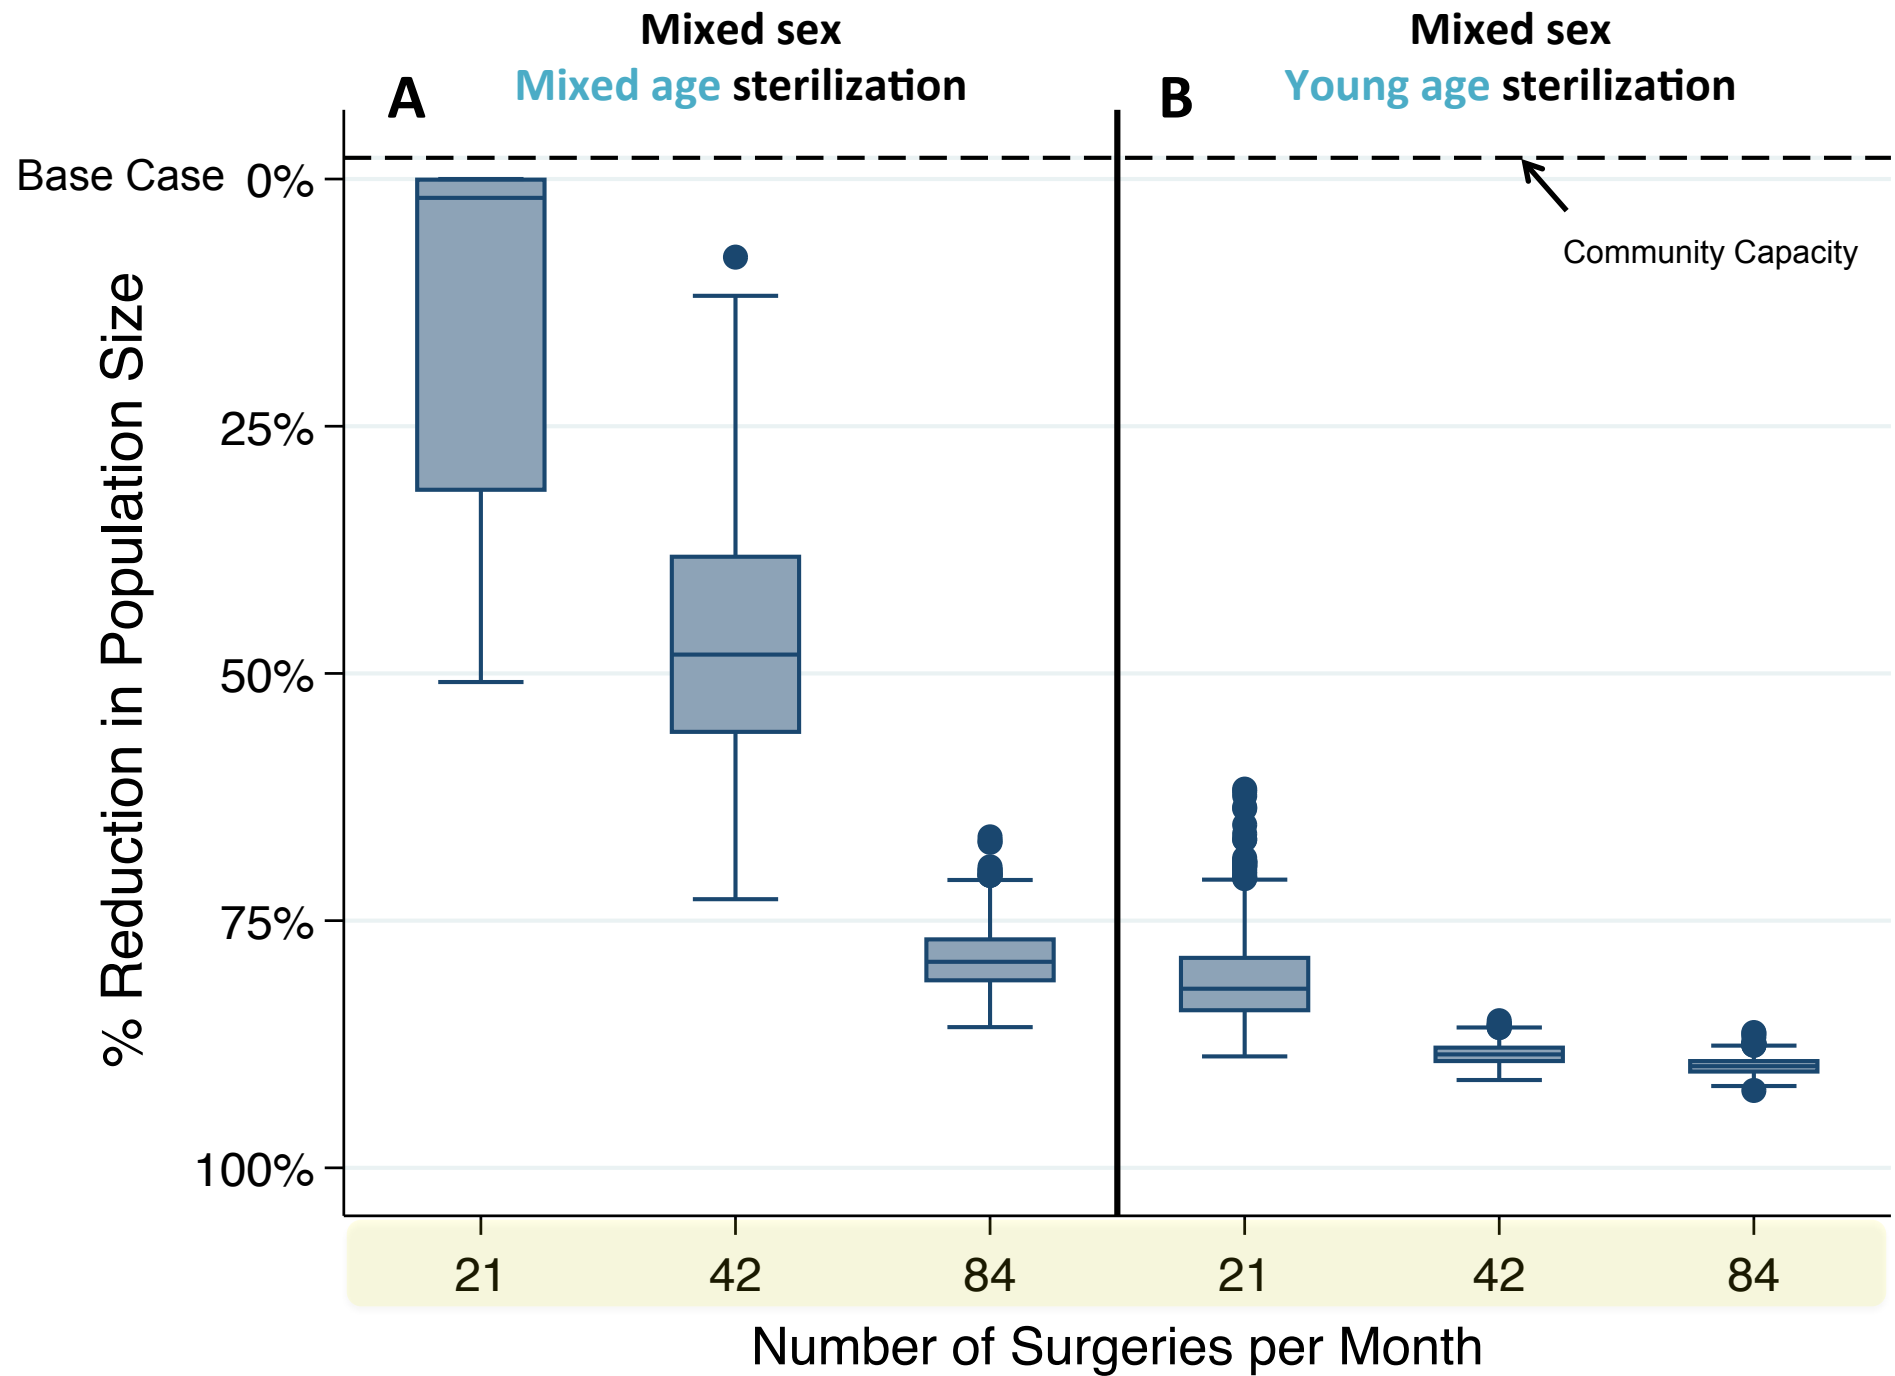 Mixed sex
Mixed age sterilization
A
Mixed sex
Young age sterilization
B
Base Case 0%
25%
50%
75%
100%
% Reduction in Population Size
Community Capacity
21 42 84 21 42 84
Number of Surgeries per Month